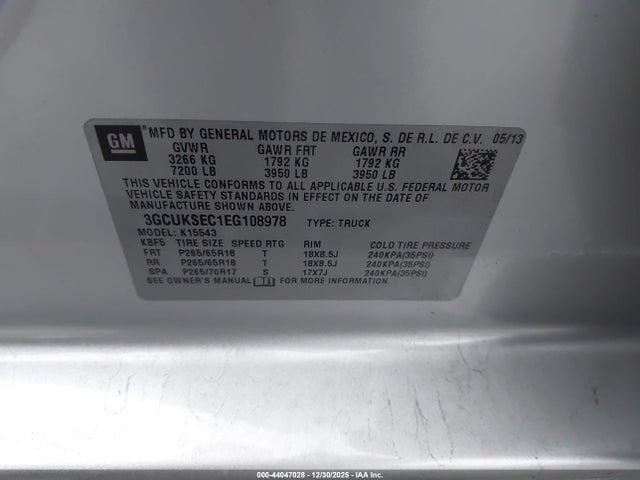 GM
MFD BY GENERAL MOTORS DE MEXICO, S. DE R.L. DE C.V. 05/13
GVWR GAWR FRT GAWR RR
3266 KG 1792 KG 1792 KG
7200 LB 3950 LB 3950 LB
THIS VEHICLE CONFORMS TO ALL APPLICABLE U.S. FEDERAL MOTOR
VEHICLE SAFETY STANDARDS IN EFFECT ON THE DATE OF
MANUFACTURE SHOWN ABOVE.
3GCUKSEC1EG108978 TYPE: TRUCK
MODEL: K15543
KBF5 TIRE SIZE SPEED RTG RIM COLD TIRE PRESSURE
FRT P265/65R18 T 18X8.5J 240KPA(35PSI)
RR P265/65R18 T 18X8.5J 240KPA(35PSI)
SPA P265/70R17 S 17X7J 240KPA(35PSI)
SEE OWNER'S MANUAL FOR MORE INFORMATION.
000-44047028 - 12/30/2025 - IAA Inc.